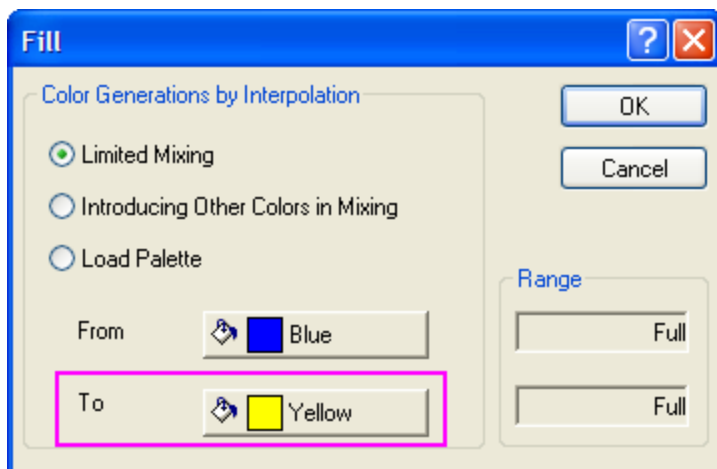 Fill
Color Generations by Interpolation
Limited Mixing
Introducing Other Colors in Mixing
Load Palette
From Blue
To Yellow
OK
Cancel
Range
Full
Full